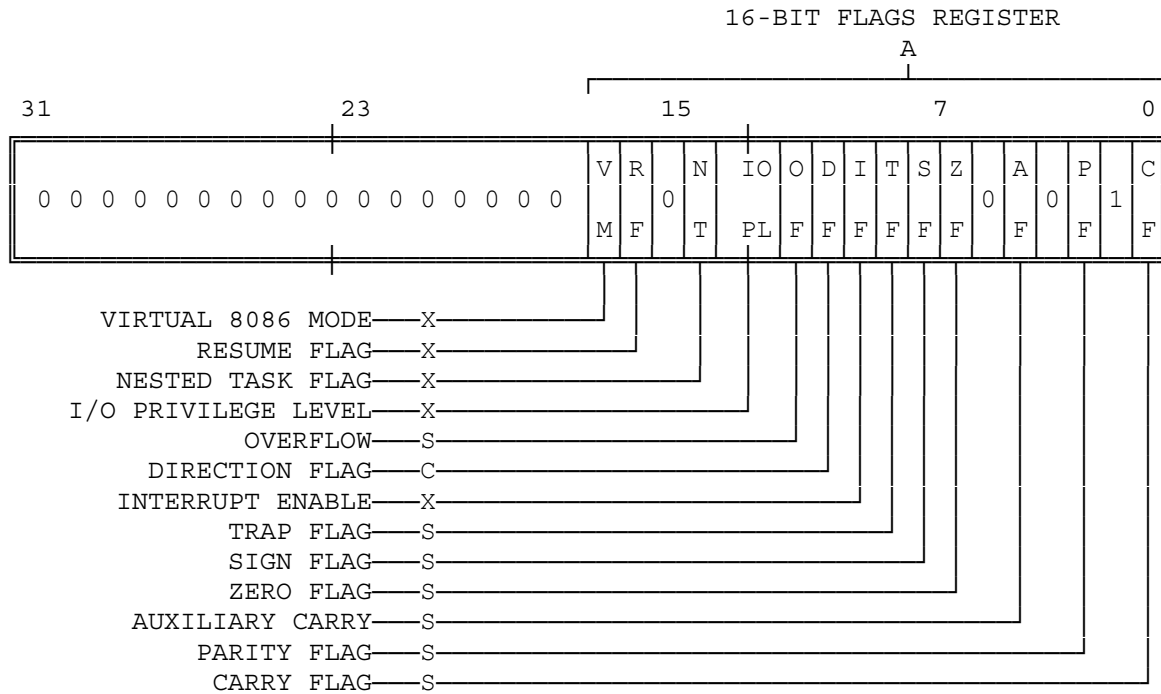 16-BIT FLAGS REGISTER
A
31 23 15 7 0
V R N IO O D I T S Z A P C
0 0 0 0 0 0 0 0 0 0 0 0 0 0 0 0 0 0 0 0 1
M F T PL F F F F F F F F F
VIRTUAL 8086 MODE X
RESUME FLAG X
NESTED TASK FLAG X
I/O PRIVILEGE LEVEL X
OVERFLOW S
DIRECTION FLAG C
INTERRUPT ENABLE X
TRAP FLAG S
SIGN FLAG S
ZERO FLAG S
AUXILIARY CARRY S
PARITY FLAG S
CARRY FLAG S